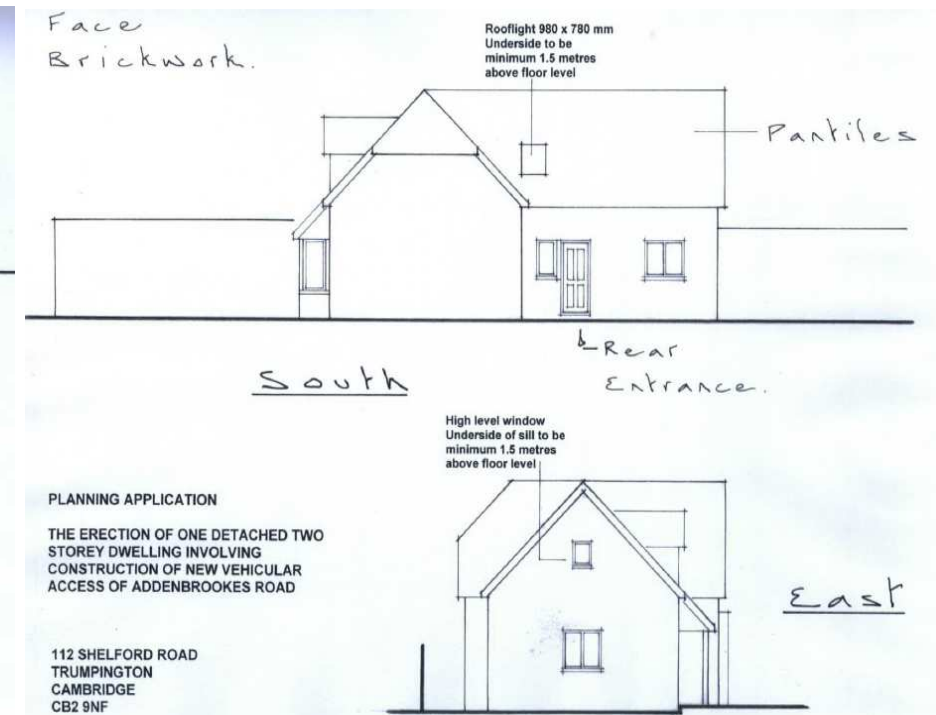 Face
Brickwork.
Rooflight 980 x 780 mm
Underside to be
minimum 1.5 metres
above floor level
Pantiles
Rear
Entrance.
South
High level window
Underside of sill to be
minimum 1.5 metres
above floor level
PLANNING APPLICATION
THE ERECTION OF ONE DETACHED TWO
STOREY DWELLING INVOLVING
CONSTRUCTION OF NEW VEHICULAR
ACCESS OF ADDENBROOKES ROAD
East
112 SHELFORD ROAD
TRUMPINGTON
CAMBRIDGE
CB2 9NF